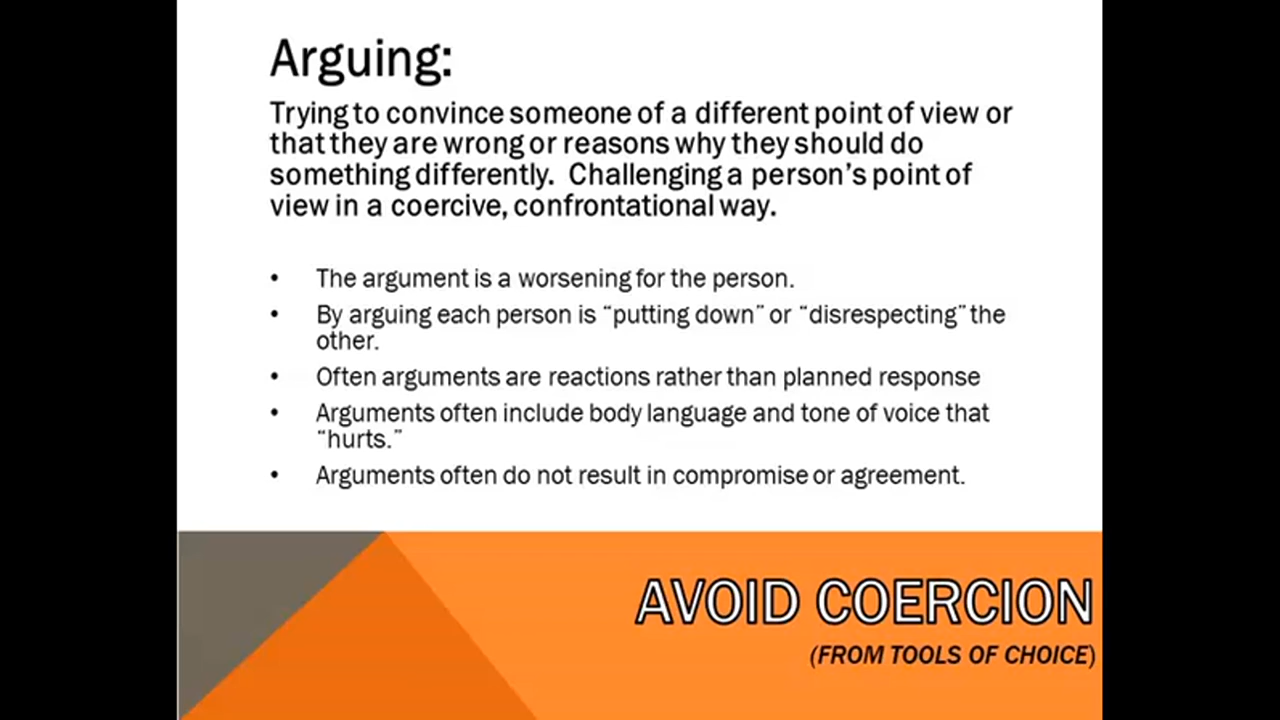 Arguing:
Trying to convince someone of a different point of view or
that they are wrong or reasons why they should do
something differently. Challenging a person's point of
view in a coercive, confrontational way.
• The argument is a worsening for the person.
• By arguing each person is “putting down” or “disrespecting” the
other.
• Often arguments are reactions rather than planned response
• Arguments often include body language and tone of voice that
“hurts.”
• Arguments often do not result in compromise or agreement.
AVOID COERCION
(FROM TOOLS OF CHOICE)